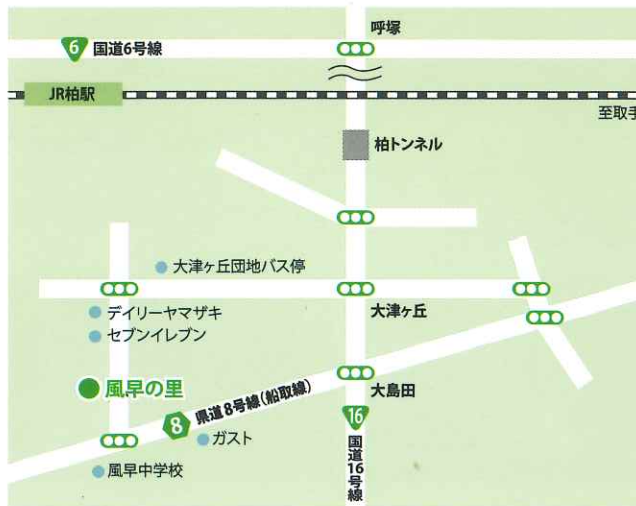 呼塚
6 国道6号線
JR柏駅
至取手
柏トンネル
大津ヶ丘団地バス停
大津ヶ丘
デイリーヤマザキ
セブンイレブン
風早の里
大島田
8 県道8号線(船取線)
16
国道16号線
ガスト
風早中学校